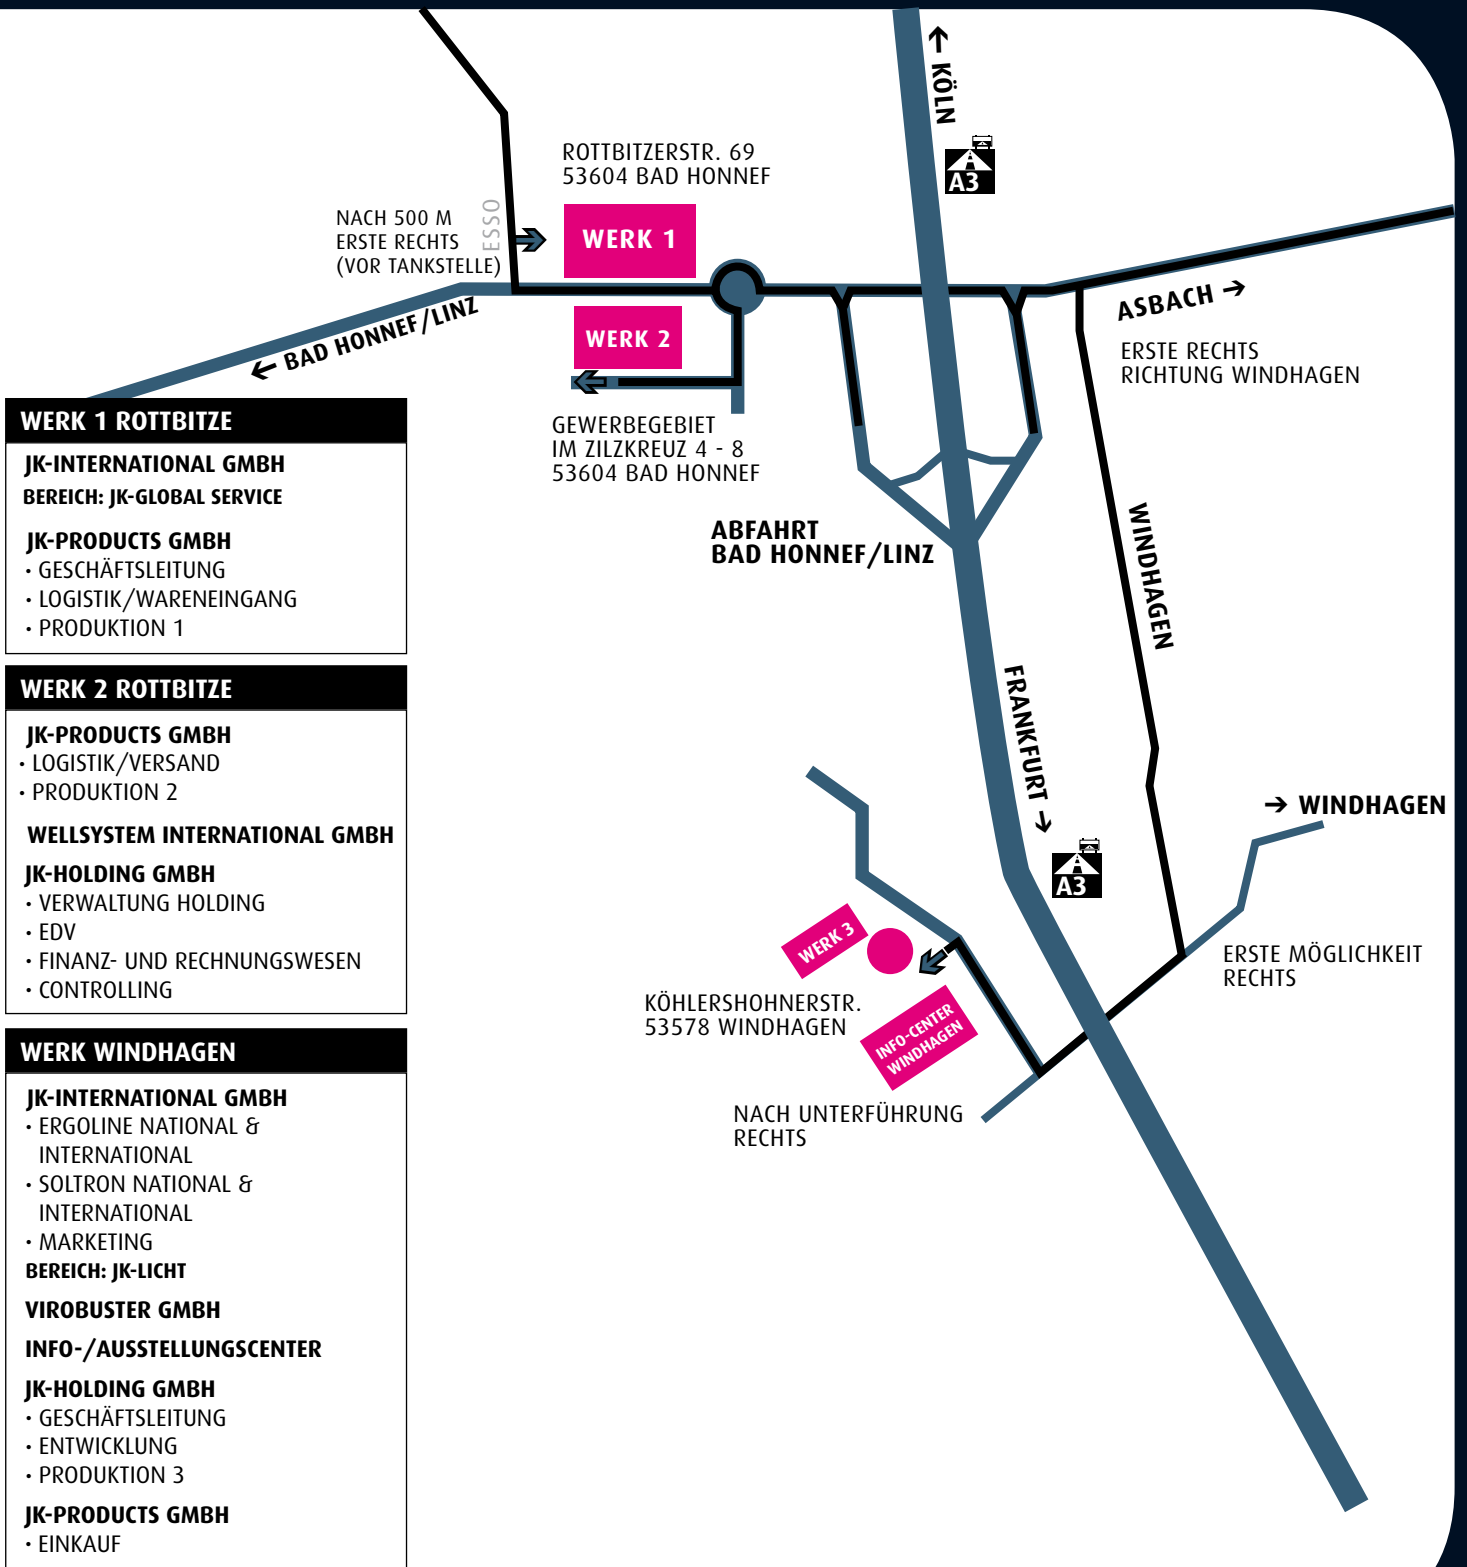 ← KÖLN
A3
ROTTBITZERSTR. 69
53604 BAD HONNEF
NACH 500 M
ERSTE RECHTS
(VOR TANKSTELLE)
ESSO
WERK 1
← BAD HONNEF/LINZ
WERK 2
ASBACH →
ERSTE RECHTS
RICHTUNG WINDHAGEN
GEWERBEGEBIET
IM ZILZKREUZ 4 - 8
53604 BAD HONNEF
ABFAHRT
BAD HONNEF/LINZ
WINDHAGEN
FRANKFURT →
A3
→ WINDHAGEN
WERK 3
ERSTE MÖGLICHKEIT
RECHTS
KÖHLERSHOHNERSTR.
53578 WINDHAGEN
INFO-CENTER
WINDHAGEN
NACH UNTERFÜHRUNG
RECHTS
WERK 1 ROTTBITZE
JK-INTERNATIONAL GMBH
BEREICH: JK-GLOBAL SERVICE
JK-PRODUCTS GMBH
· GESCHÄFTSLEITUNG
· LOGISTIK/WARENEINGANG
· PRODUKTION 1
WERK 2 ROTTBITZE
JK-PRODUCTS GMBH
· LOGISTIK/VERSAND
· PRODUKTION 2
WELLSYSTEM INTERNATIONAL GMBH
JK-HOLDING GMBH
· VERWALTUNG HOLDING
· EDV
· FINANZ- UND RECHNUNGSWESEN
· CONTROLLING
WERK WINDHAGEN
JK-INTERNATIONAL GMBH
· ERGOLINE NATIONAL &
INTERNATIONAL
· SOLTRON NATIONAL &
INTERNATIONAL
· MARKETING
BEREICH: JK-LICHT
VIROBUSTER GMBH
INFO-/AUSSTELLUNGSCENTER
JK-HOLDING GMBH
· GESCHÄFTSLEITUNG
· ENTWICKLUNG
· PRODUKTION 3
JK-PRODUCTS GMBH
· EINKAUF